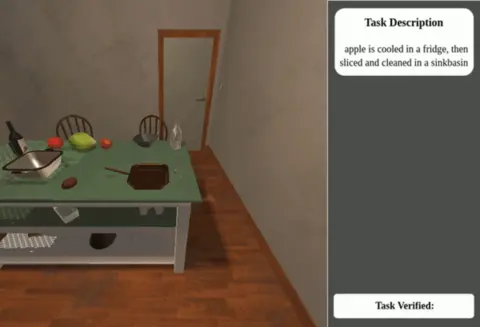 Task Description
apple is cooled in a fridge, then
sliced and cleaned in a sinkbasin
Task Verified: